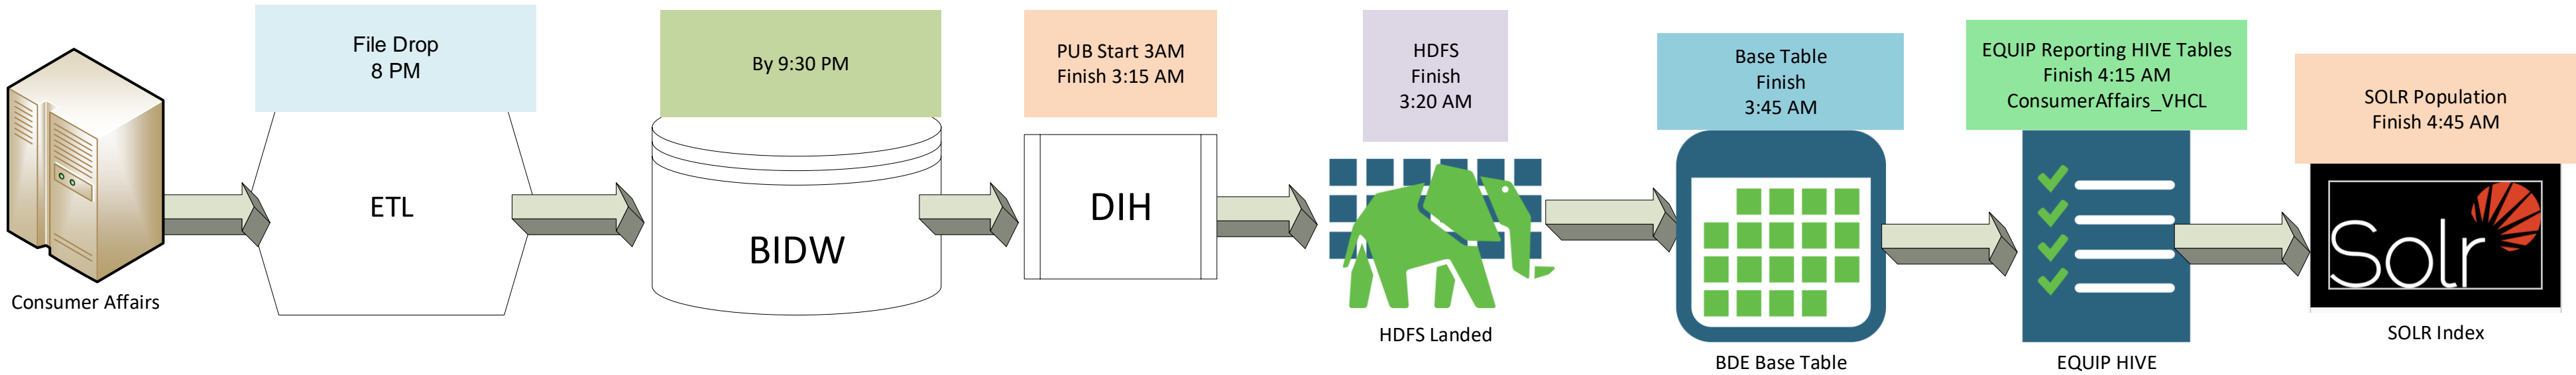 File Drop
8 PM
By 9:30 PM
PUB Start 3AM
Finish 3:15 AM
HDFS
Finish
3:20 AM
Base Table
Finish
3:45 AM
EQUIP Reporting HIVE Tables
Finish 4:15 AM
ConsumerAffairs_VHCL
SOLR Population
Finish 4:45 AM
ETL
BIDW
DIH
Solr
Consumer Affairs
HDFS Landed
BDE Base Table
EQUIP HIVE
SOLR Index